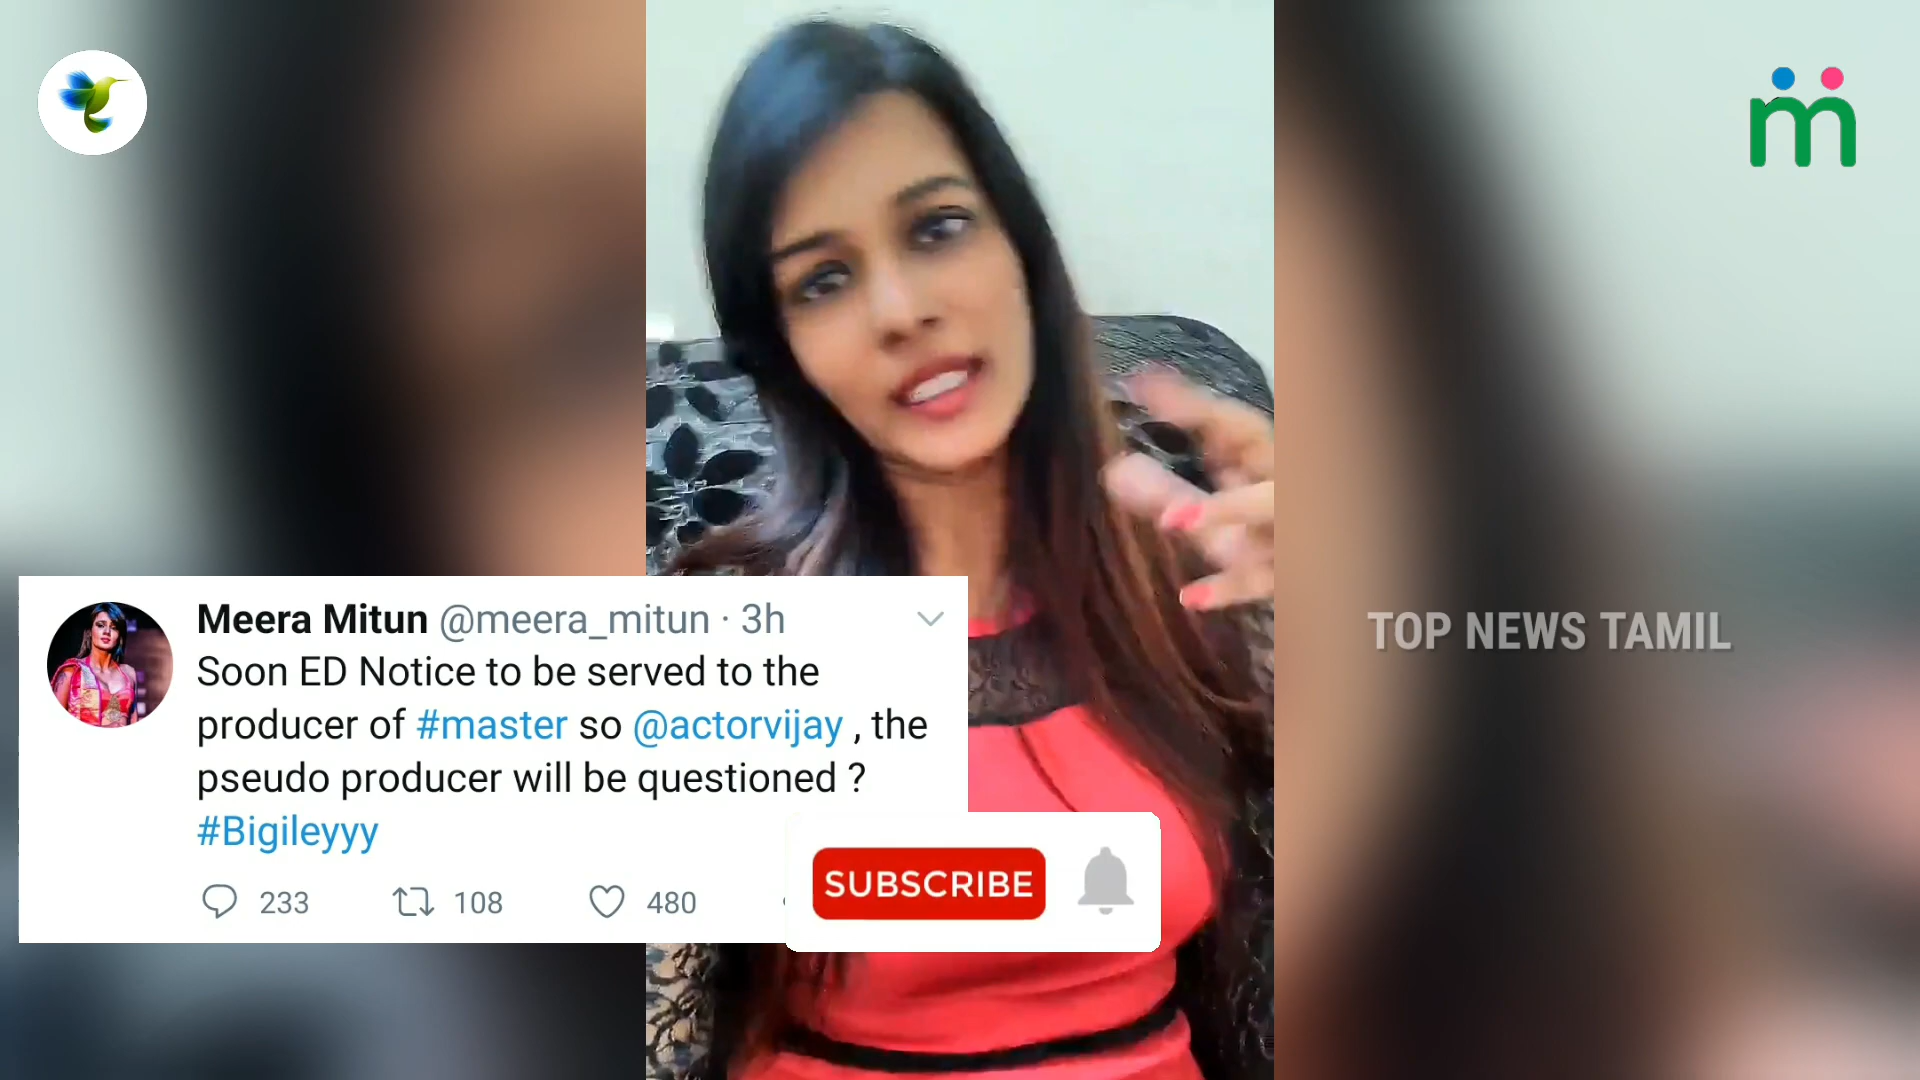 Meera Mitun @meera_mitun · 3h
Soon ED Notice to be served to the
producer of #master so @actorvijay , the
pseudo producer will be questioned ?
#Bigileyyy
233 108 480
SUBSCRIBE
TOP NEWS TAMIL
m